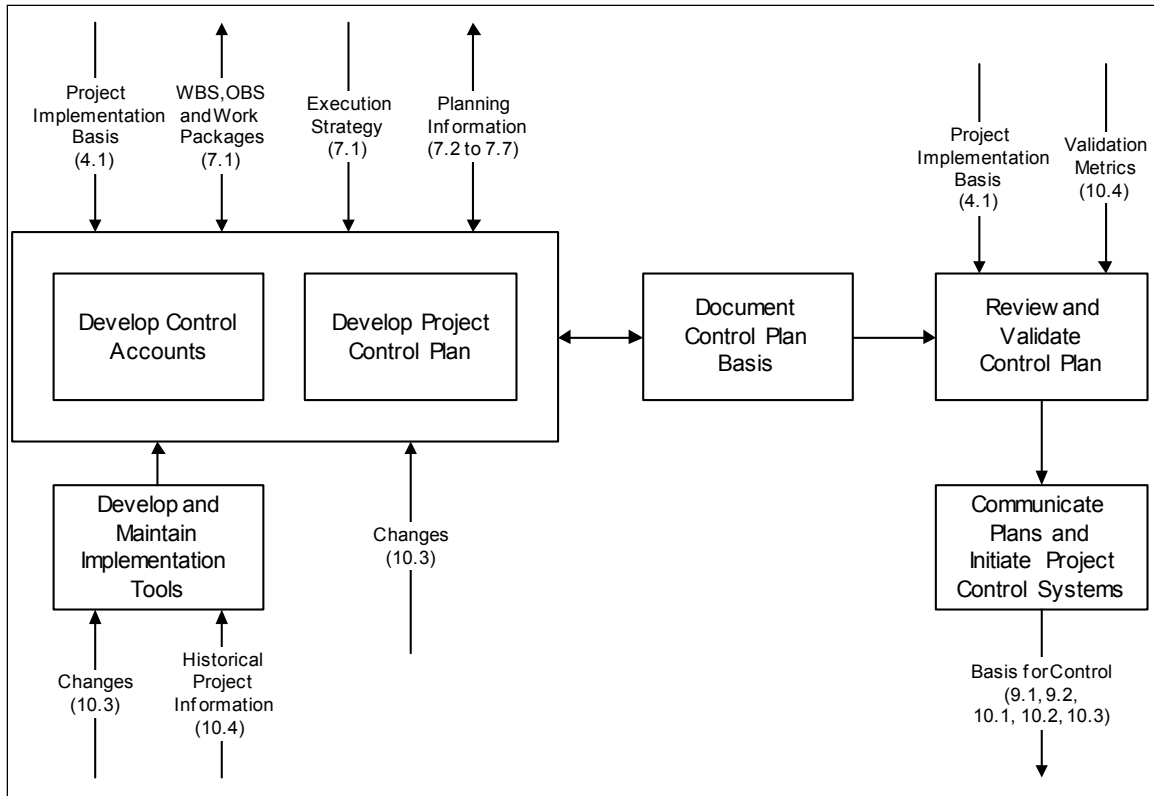 Project
Implementation
Basis
(4.1)
WBS, OBS
and Work
Packages
(7.1)
Execution
Strategy
(7.1)
Planning
Information
(7.2 to 7.7)
Project
Implementation
Basis
(4.1)
Validation
Metrics
(10.4)
Develop Control
Accounts
Develop Project
Control Plan
Document
Control Plan
Basis
Review and
Validate
Control Plan
Develop and
Maintain
Implementation
Tools
Changes
(10.3)
Communicate
Plans and
Initiate Project
Control Systems
Changes
(10.3)
Historical
Project
Information
(10.4)
Basis for Control
(9.1, 9.2,
10.1, 10.2, 10.3)